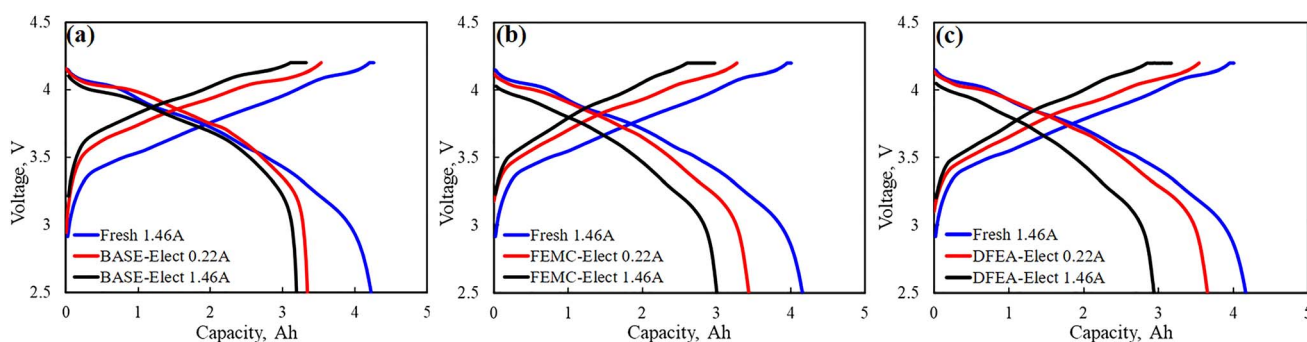 (a)
4.5
4
3.5
3
2.5
Voltage, V
Fresh 1.46A
BASE-Elect 0.22A
BASE-Elect 1.46A
0 1 2 3 4 5
Capacity, Ah
(b)
4.5
4
3.5
3
2.5
Voltage, V
Fresh 1.46A
FEMC-Elect 0.22A
FEMC-Elect 1.46A
0 1 2 3 4 5
Capacity, Ah
(c)
4.5
4
3.5
3
2.5
Voltage, V
Fresh 1.46A
DFEA-Elect 0.22A
DFEA-Elect 1.46A
0 1 2 3 4 5
Capacity, Ah